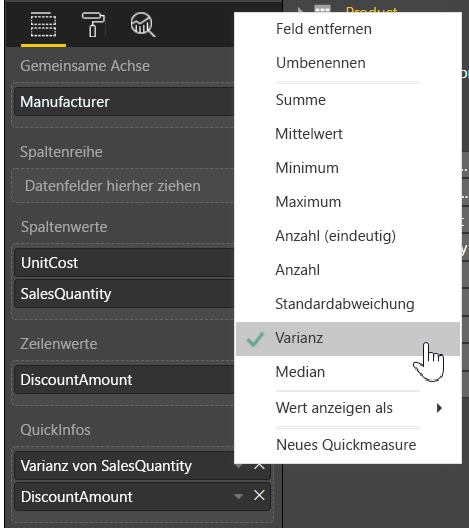 Gemeinsame Achse
Manufacturer
Spaltenreihe
Datenfelder hierher ziehen
Spaltenwerte
UnitCost
SalesQuantity
Zeilenwerte
DiscountAmount
QuickInfos
Varianz von SalesQuantity
DiscountAmount
Feld entfernen
Umbenennen
Summe
Mittelwert
Minimum
Maximum
Anzahl (eindeutig)
Anzahl
Standardabweichung
Varianz
Median
Wert anzeigen als
Neues Quickmeasure
Product